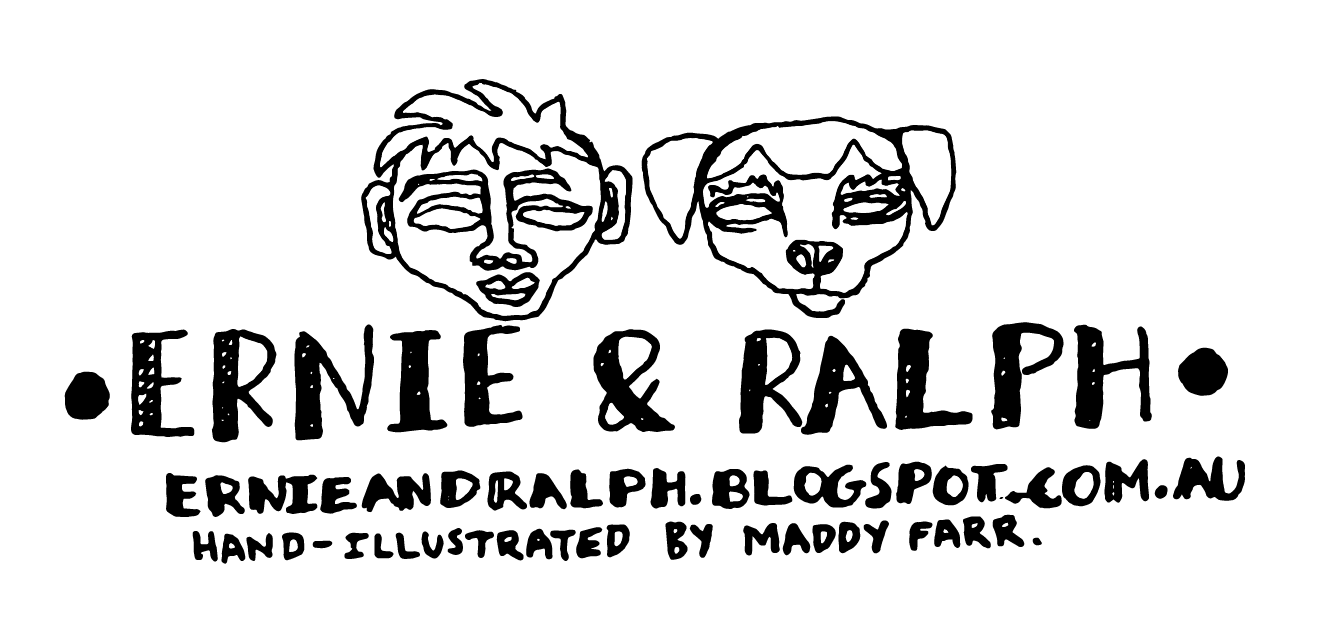 •ERNIE & RALPH•
ERNIEANDRALPH.BLOGSPOT.COM.AU
HAND-ILLUSTRATED BY MADDY FARR.